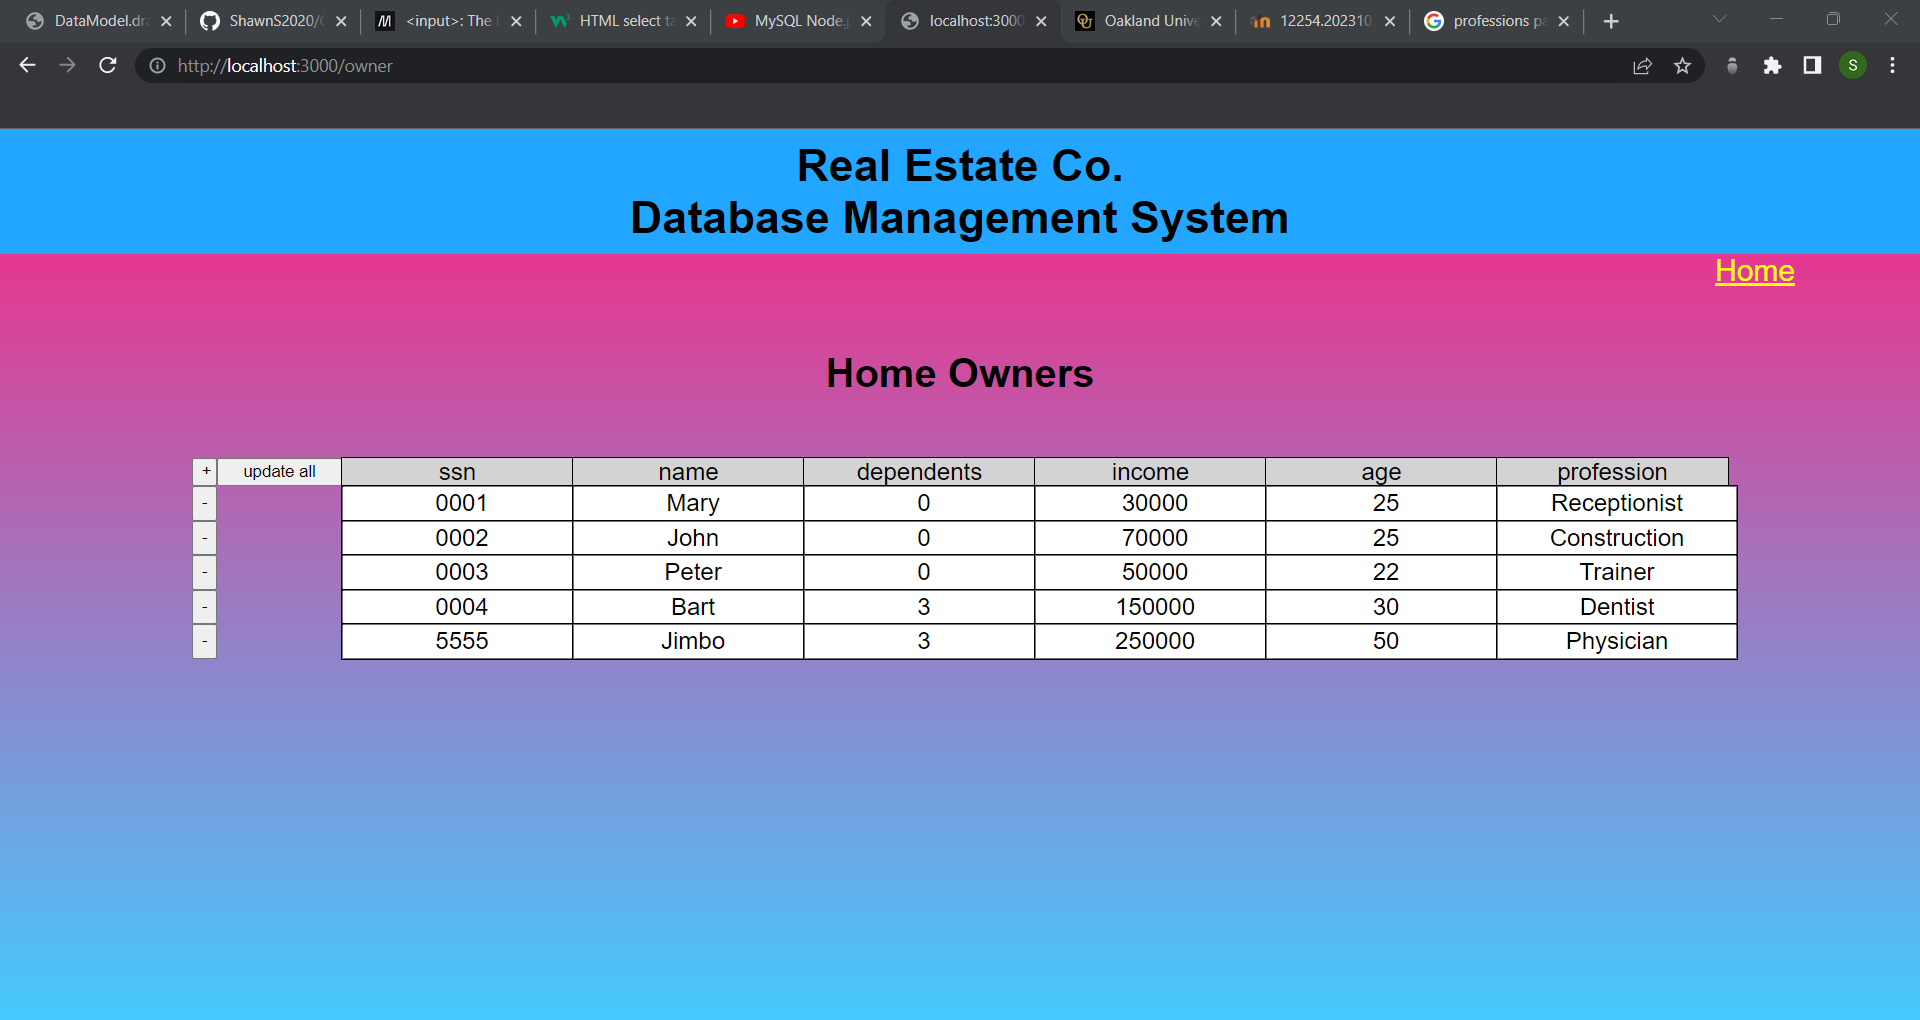 DataModel.dr
ShawnS2020/
<input>: The
HTML select ta
MySQL Node.j
localhost:3000
Oakland Unive
12254.202310
professions pa
http://localhost:3000/owner
S
Real Estate Co.
Database Management System
Home
Home Owners
+ update all ssn name dependents income age profession
- 0001 Mary 0 30000 25 Receptionist
- 0002 John 0 70000 25 Construction
- 0003 Peter 0 50000 22 Trainer
- 0004 Bart 3 150000 30 Dentist
- 5555 Jimbo 3 250000 50 Physician